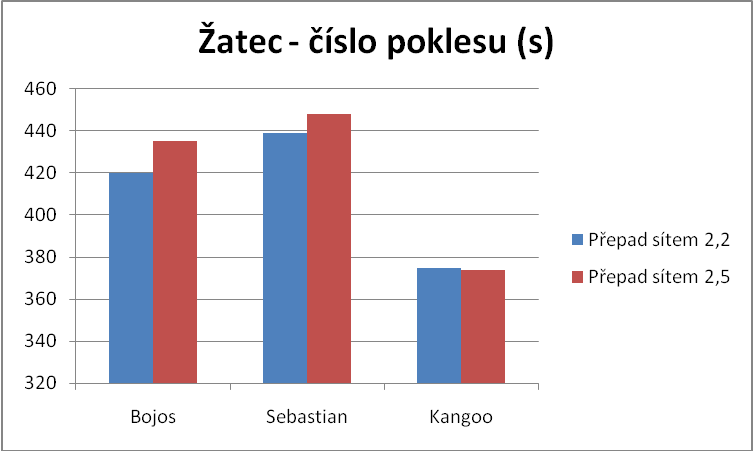 Žatec - číslo poklesu (s)
460
440
420
400
380
360
340
320
Bojos Sebastian Kangoo
Přepad sítem 2,2
Přepad sítem 2,5